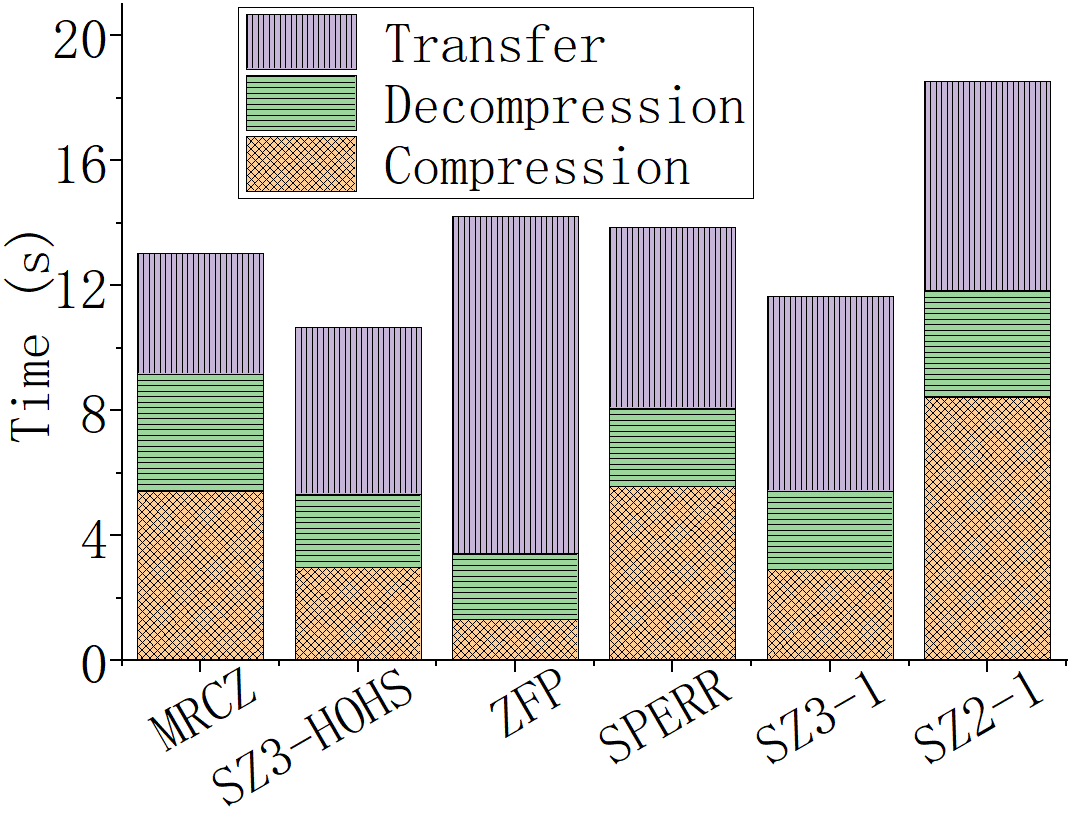 Transfer
Decompression
Compression
Time (s)
20
16
12
8
4
0
MRCZ
SZ3-HOHS
ZFP
SPERR
SZ3-1
SZ2-1